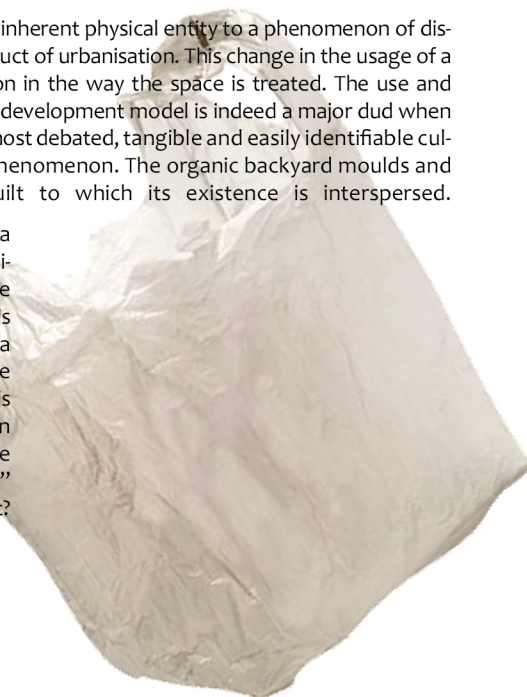 inherent physical entity to a phenomenon of dis-
uct of urbanisation. This change in the usage of a
on in the way the space is treated. The use and
development model is indeed a major dud when
nost debated, tangible and easily identifiable cul-
henomenon. The organic backyard moulds and
uilt to which its existence is interspersed.
a
i-
e
s
a
e
is
n
e
”
?